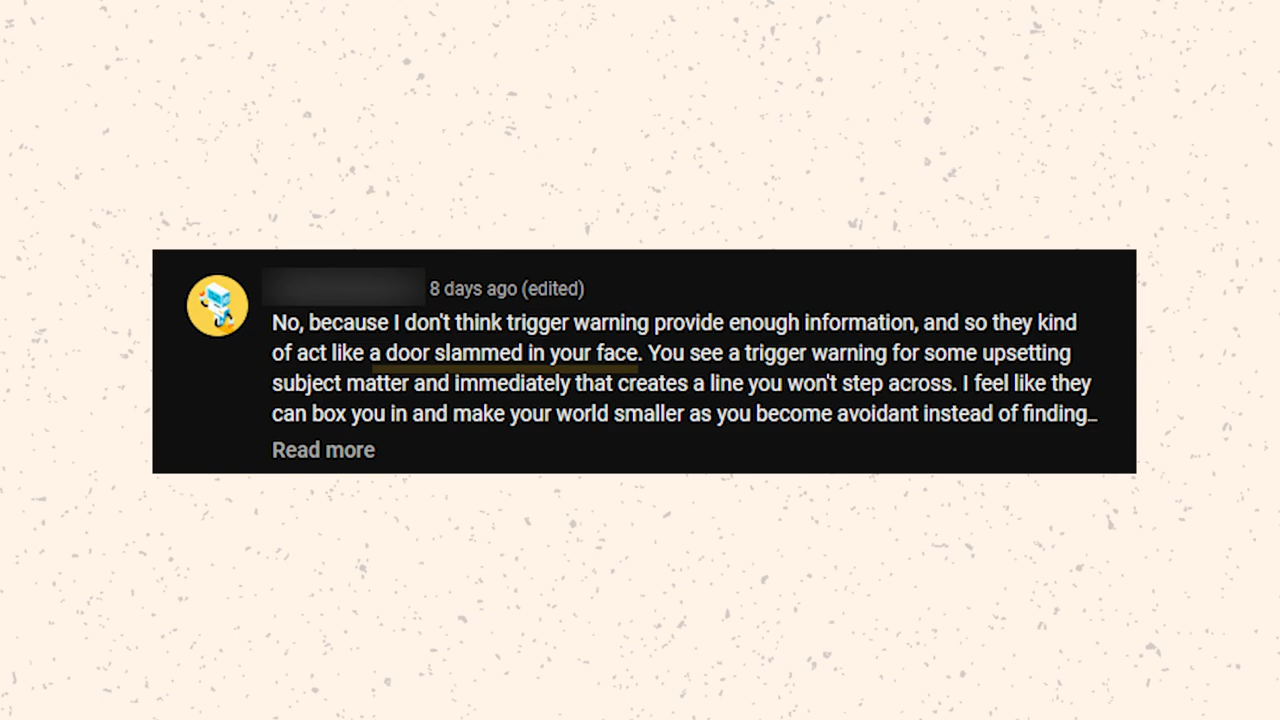 8 days ago (edited)
No, because I don't think trigger warning provide enough information, and so they kind
of act like a door slammed in your face. You see a trigger warning for some upsetting
subject matter and immediately that creates a line you won't step across. I feel like they
can box you in and make your world smaller as you become avoidant instead of finding…
Read more